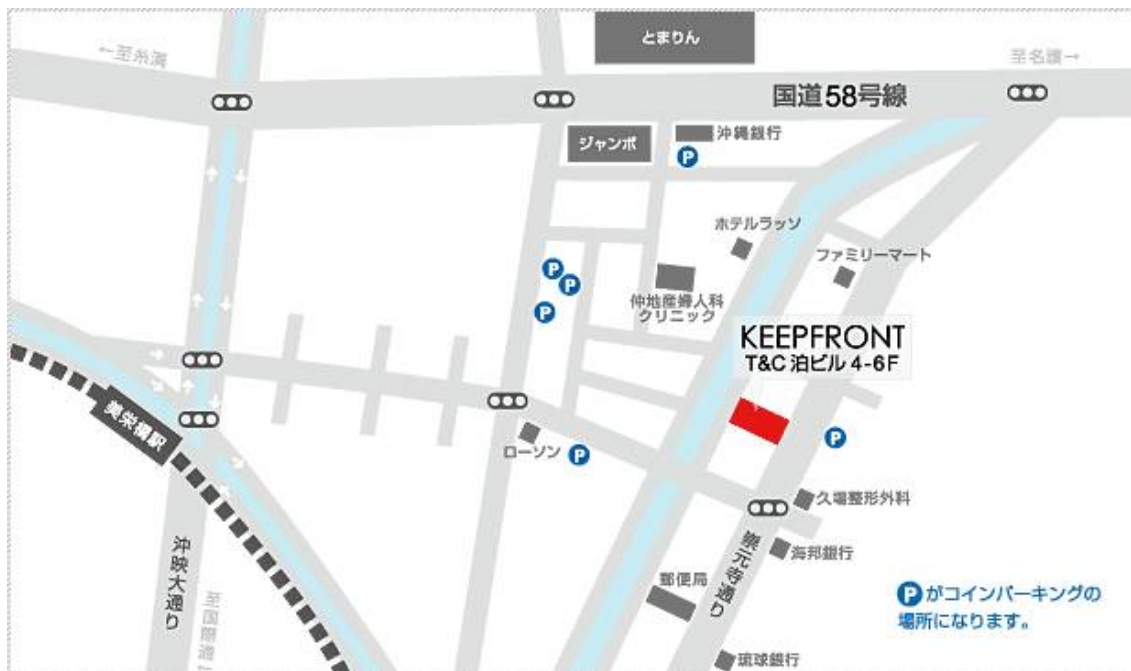 とまりん
←至糸満
至名護→
国道58号線
ジャンボ
沖縄銀行
P
ホテルラッソ
ファミリーマート
P
P
P
仲地産婦人科
クリニック
KEEPFRONT
T&C 泊ビル 4-6F
美栄橋駅
ローソン
P
P
久場整形外科
海邦銀行
崇元寺通り
郵便局
沖映大通り
至国際通り
Pがコインパーキングの
場所になります。
琉球銀行